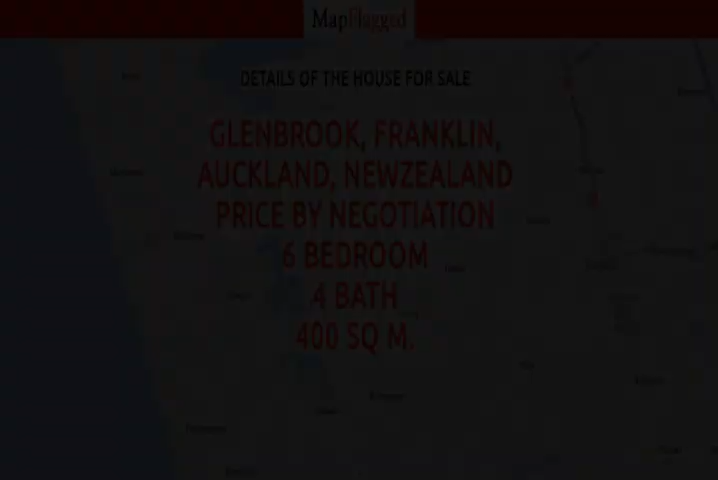 MapFlagged
DETAILS OF THE HOUSE FOR SALE
GLENBROOK, FRANKLIN,
AUCKLAND, NEWZEALAND
PRICE BY NEGOTIATION
6 BEDROOM
4 BATH
400 SQ M.